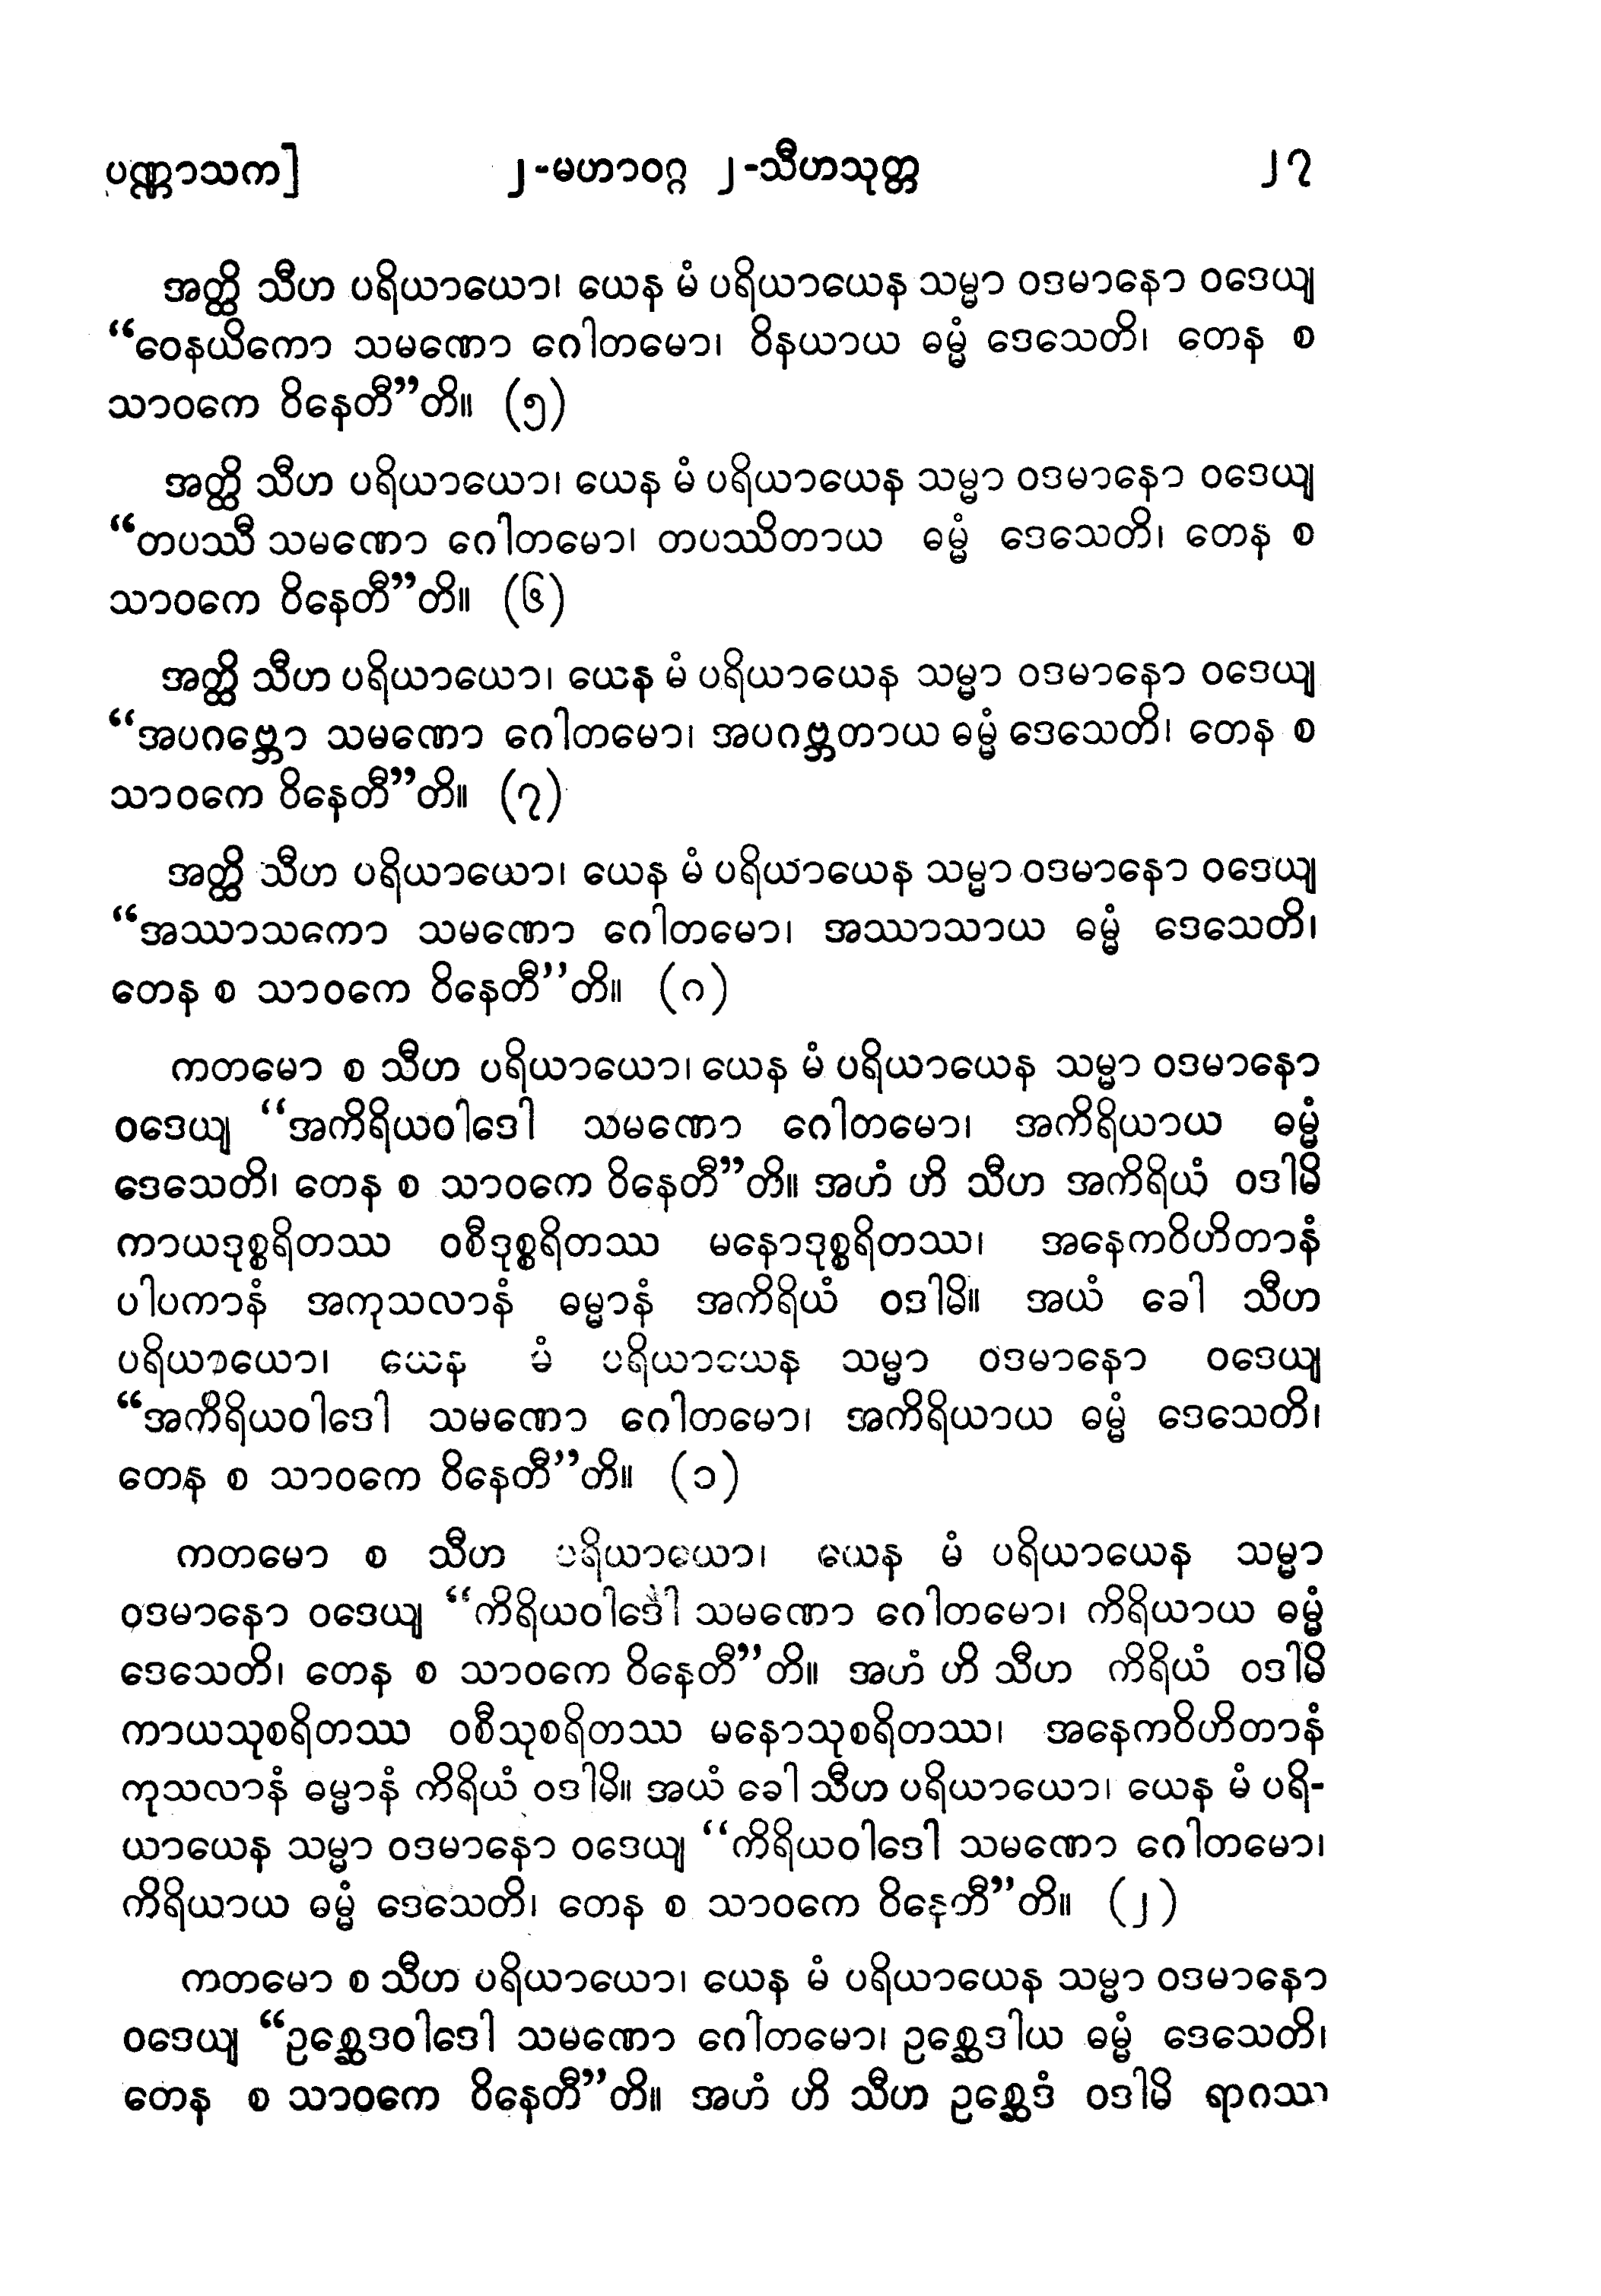 ပဏ္ဏာသက]	၂-မဟာဝဂ္ဂ ၂-သီဟသုတ္တ	၂၇
အတ္ထိ သီဟ ပရိယာယော၊ ယေန မံ ပရိယာယေန သမ္မာ ဝဒမာနော ဝဒေယျ
“ဝေနယိကော သမဏော ဂေါတမော၊ ဝိနယာယ ဓမ္မံ ဒေသေတိ၊ တေန စ
သာဝကေ ဝိနေတီ”တိ။ (၅)
အတ္ထိ သီဟ ပရိယာယော၊ ယေန မံ ပရိယာယေန သမ္မာ ဝဒမာနော ဝဒေယျ
“တပဿီ သမဏော ဂေါတမော၊ တပဿိတာယ ဓမ္မံ ဒေသေတိ၊ တေန စ
သာဝကေ ဝိနေတီ”တိ။ (၆)
အတ္ထိ သီဟ ပရိယာယော၊ ယေန မံ ပရိယာယေန သမ္မာ ဝဒမာနော ဝဒေယျ
“အပဂဗ္ဘော သမဏော ဂေါတမော၊ အပဂဗ္ဘတာယ ဓမ္မံ ဒေသေတိ၊ တေန စ
သာဝကေ ဝိနေတီ”တိ။ (၇)
အတ္ထိ သီဟ ပရိယာယော၊ ယေန မံ ပရိယာယေန သမ္မာ ဝဒမာနော ဝဒေယျ
“အဿာသကော သမဏော ဂေါတမော၊ အဿာသာယ ဓမ္မံ ဒေသေတိ၊
တေန စ သာဝကေ ဝိနေတီ”တိ။ (၈)
ကတမော စ သီဟ ပရိယာယော၊ ယေန မံ ပရိယာယေန သမ္မာ ဝဒမာနော
ဝဒေယျ “အကိရိယဝါဒေါ သမဏော ဂေါတမော၊ အကိရိယာယ ဓမ္မံ
ဒေသေတိ၊ တေန စ သာဝကေ ဝိနေတီ”တိ။ အဟံ ဟိ သီဟ အကိရိယံ ဝဒါမိ
ကာယဒုစ္စရိတဿ ဝစီဒုစ္စရိတဿ မနောဒုစ္စရိတဿ၊ အနေကဝိဟိတာနံ
ပါပကာနံ အကုသလာနံ ဓမ္မာနံ အကိရိယံ ဝဒါမိ။ အယံ ခေါ သီဟ
ပရိယာယော၊ ယေန မံ ပရိယာယေန သမ္မာ ဝဒမာနော ဝဒေယျ
“အကိရိယဝါဒေါ သမဏော ဂေါတမော၊ အကိရိယာယ ဓမ္မံ ဒေသေတိ၊
တေန စ သာဝကေ ဝိနေတီ”တိ။ (၁)
ကတမော စ သီဟ ပရိယာယော၊ ယေန မံ ပရိယာယေန သမ္မာ
ဝဒမာနော ဝဒေယျ “ကိရိယဝါဒေါ သမဏော ဂေါတမော၊ ကိရိယာယ ဓမ္မံ
ဒေသေတိ၊ တေန စ သာဝကေ ဝိနေတီ”တိ။ အဟံ ဟိ သီဟ ကိရိယံ ဝဒါမိ
ကာယသုစရိတဿ ဝစီသုစရိတဿ မနောသုစရိတဿ၊ အနေကဝိဟိတာနံ
ကုသလာနံ ဓမ္မာနံ ကိရိယံ ဝဒါမိ။ အယံ ခေါ သီဟ ပရိယာယော၊ ယေန မံ ပရိ-
ယာယေန သမ္မာ ဝဒမာနော ဝဒေယျ “ကိရိယဝါဒေါ သမဏော ဂေါတမော၊
ကိရိယာယ ဓမ္မံ ဒေသေတိ၊ တေန စ သာဝကေ ဝိနေတီ”တိ။ (၂)
ကတမော စ သီဟ ပရိယာယော၊ ယေန မံ ပရိယာယေန သမ္မာ ဝဒမာနော
ဝဒေယျ “ဥစ္ဆေဒဝါဒေါ သမဏော ဂေါတမော၊ ဥစ္ဆေဒါယ ဓမ္မံ ဒေသေတိ၊
တေန စ သာဝကေ ဝိနေတီ”တိ။ အဟံ ဟိ သီဟ ဥစ္ဆေဒံ ဝဒါမိ ရာဂဿ